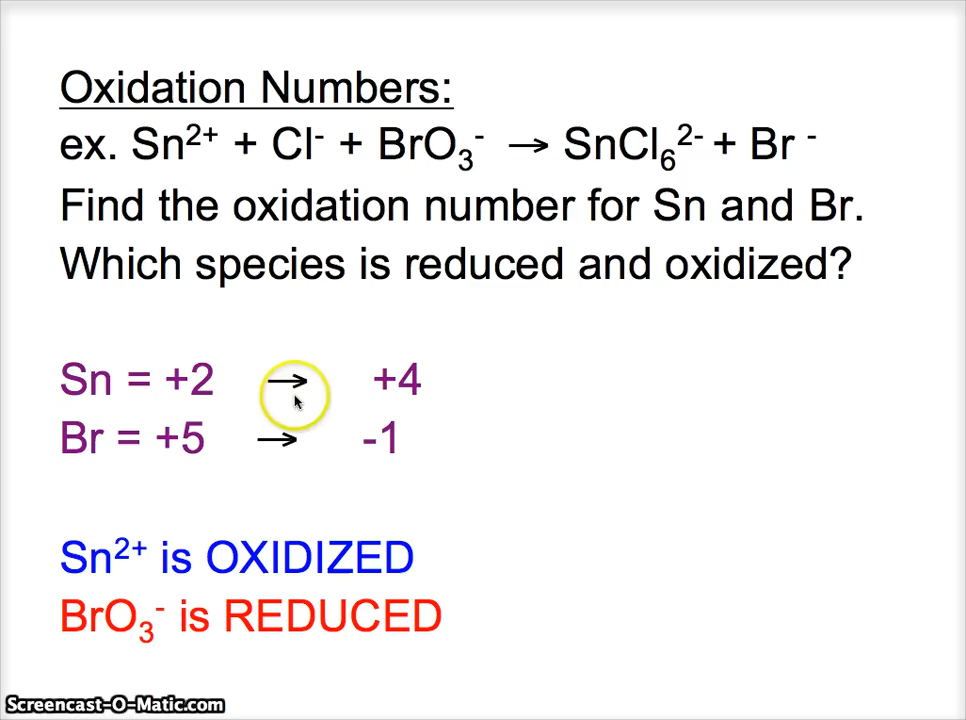 Oxidation Numbers:
ex. Sn²⁺ + Cl⁻ + BrO₃⁻ → SnCl₆²⁻ + Br ⁻
Find the oxidation number for Sn and Br.
Which species is reduced and oxidized?
Sn = +2 → +4
Br = +5 → -1
Sn²⁺ is OXIDIZED
BrO₃⁻ is REDUCED
Screencast-O-Matic.com